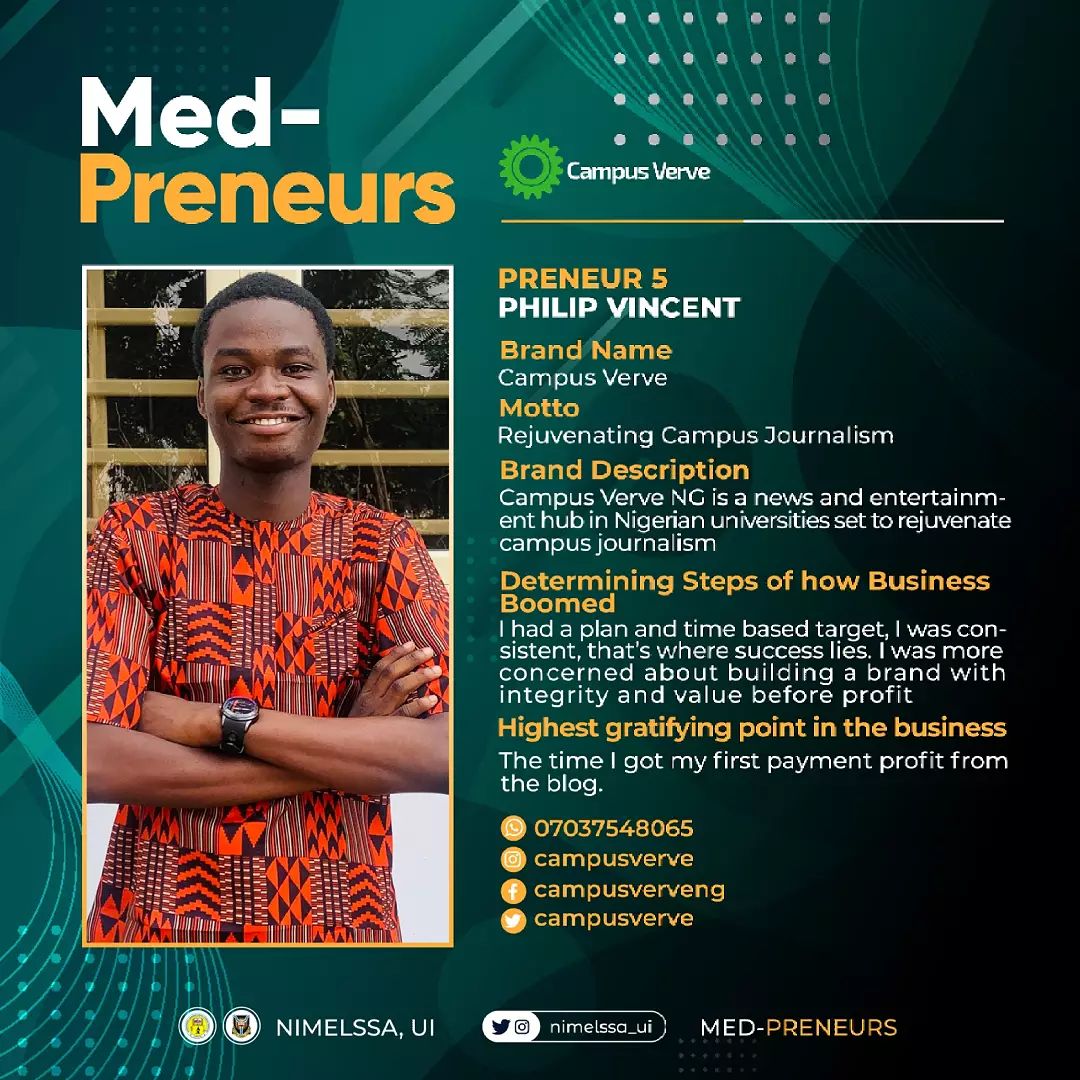 Med-
Preneurs
Campus Verve
PRENEUR 5
PHILIP VINCENT
Brand Name
Campus Verve
Motto
Rejuvenating Campus Journalism
Brand Description
Campus Verve NG is a news and entertainm-
ent hub in Nigerian universities set to rejuvenate
campus journalism
Determining Steps of how Business
Boomed
I had a plan and time based target, I was con-
sistent, that's where success lies. I was more
concerned about building a brand with
integrity and value before profit
Highest gratifying point in the business
The time I got my first payment profit from
the blog.
07037548065
campusverve
campusverveng
campusverve
NIMELSSA, UI
nimelssa_ui
MED-PRENEURS